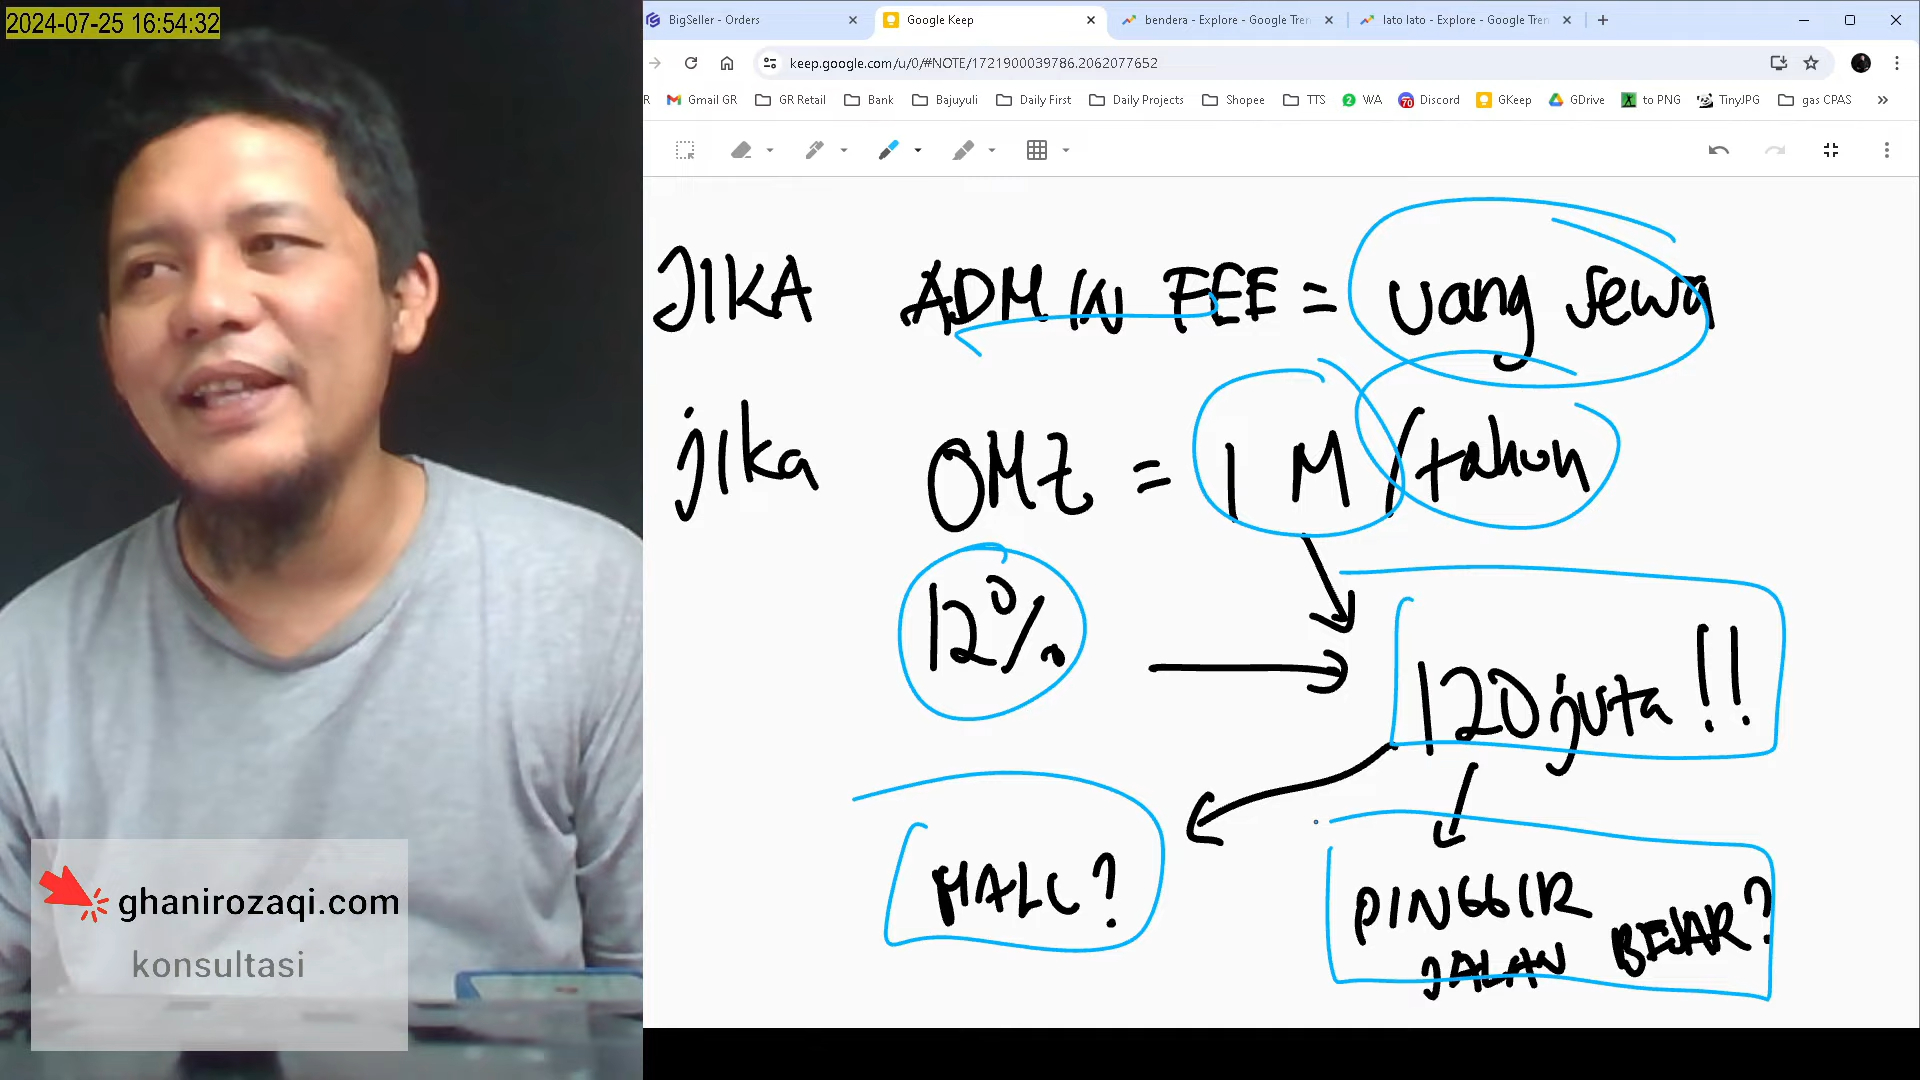 2024-07-25 16:54:32
BigSeller - Orders
Google Keep
bendera - Explore - Google Tren
lato lato - Explore - Google Tren
keep.google.com/u/0/#NOTE/1721900039786.2062077652
R Gmail GR GR Retail Bank Bajuyuli Daily First Daily Projects Shopee TTS WA Discord GKeep GDrive to PNG TinyJPG gas CPAS
JIKA ADMIN FEE = uang sewa
jika OMZ = 1 M / tahun
12%
120 juta !!
MALL?
PINGGIR
JALAN BESAR?
ghanirozaqi.com
konsultasi